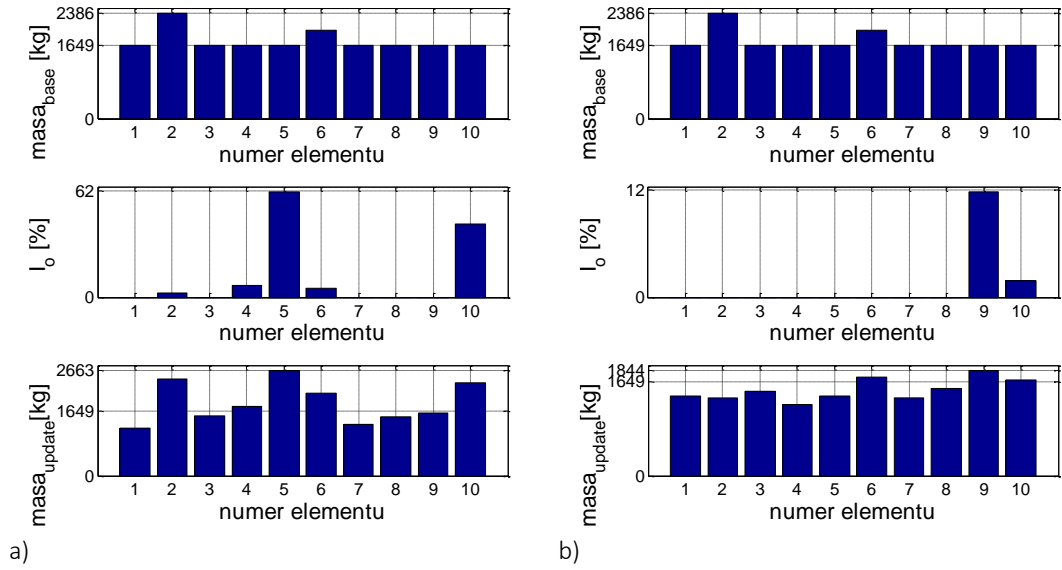 masa_base [kg]
2386
1649
0
1 2 3 4 5 6 7 8 9 10
numer elementu
I_o [%]
62
0
1 2 3 4 5 6 7 8 9 10
numer elementu
masa_update [kg]
2663
1649
0
1 2 3 4 5 6 7 8 9 10
numer elementu
a)
masa_base [kg]
2386
1649
0
1 2 3 4 5 6 7 8 9 10
numer elementu
I_o [%]
12
0
1 2 3 4 5 6 7 8 9 10
numer elementu
masa_update [kg]
1844
1649
0
1 2 3 4 5 6 7 8 9 10
numer elementu
b)